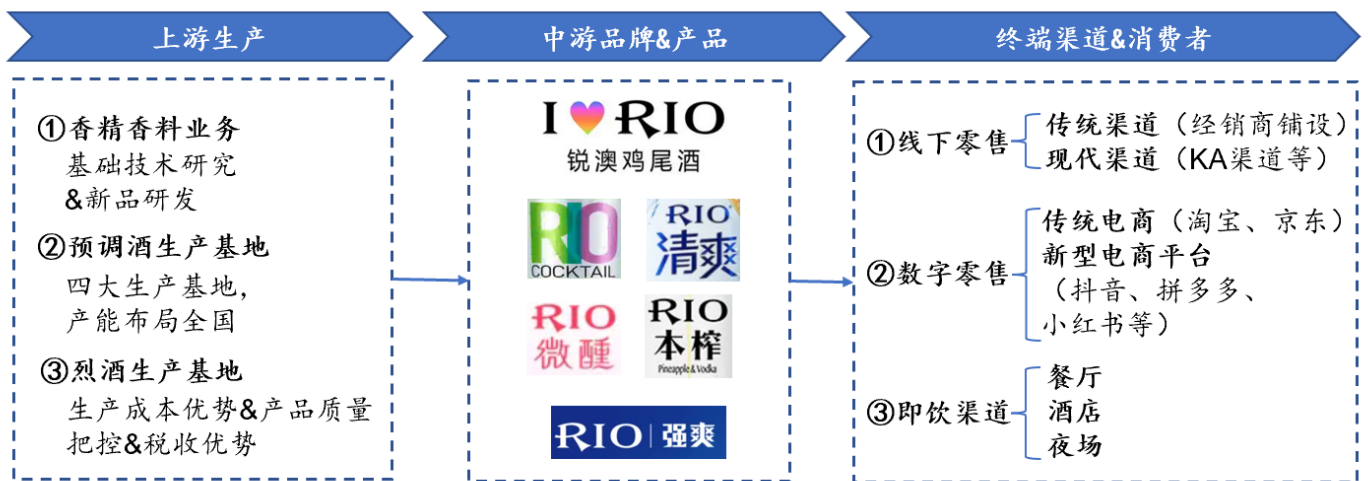 上游生产
中游品牌&产品
终端渠道&消费者
①香精香料业务
基础技术研究
&新品研发
②预调酒生产基地
四大生产基地，
产能布局全国
③烈酒生产基地
生产成本优势&产品质量
把控&税收优势
I RIO
锐澳鸡尾酒
RIO
COCKTAIL
RIO
清爽
RIO
微醺
RIO
本榨
Pineapple&Vodka
RIO|强爽
①线下零售
传统渠道（经销商铺设）
现代渠道（KA渠道等）
②数字零售
传统电商（淘宝、京东）
新型电商平台
（抖音、拼多多、
小红书等）
③即饮渠道
餐厅
酒店
夜场